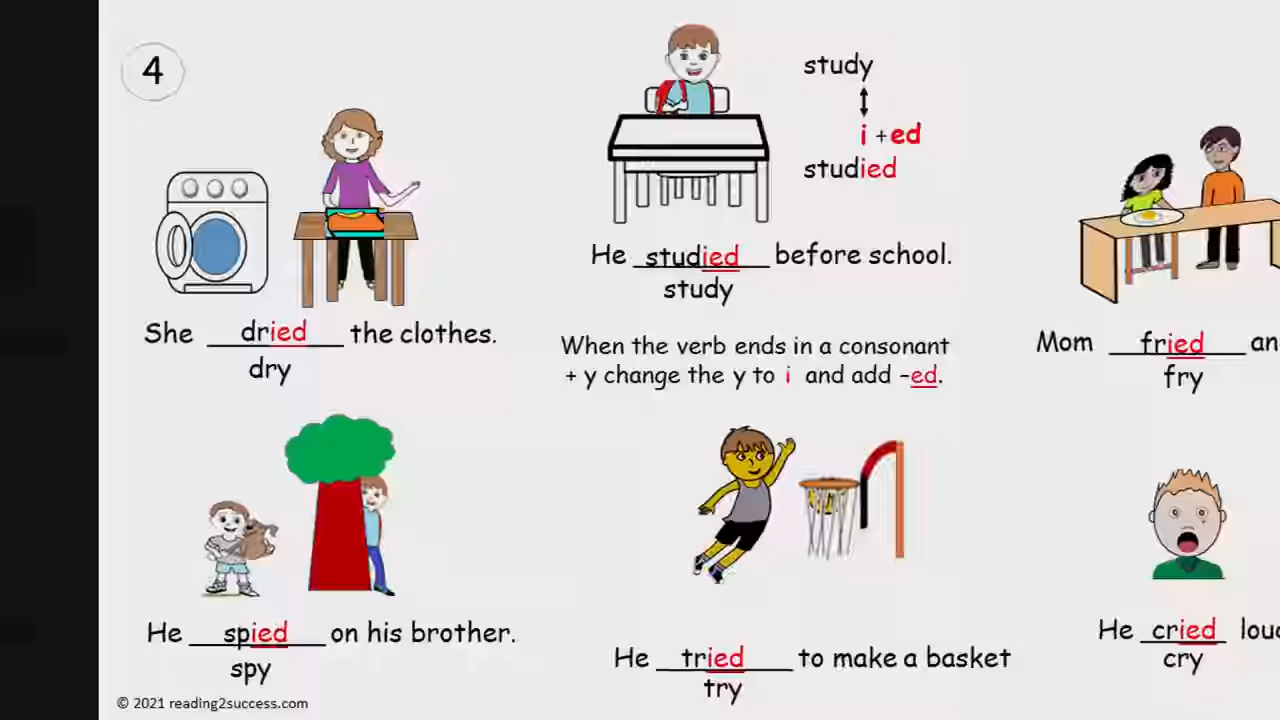 4
study
i +ed
studied
He studied before school.
study
She dried the clothes.
dry
When the verb ends in a consonant
+ y change the y to i and add -ed.
Mom fried
fry
He spied on his brother.
spy
He tried to make a basket
try
He cried
cry
© 2021 reading2success.com